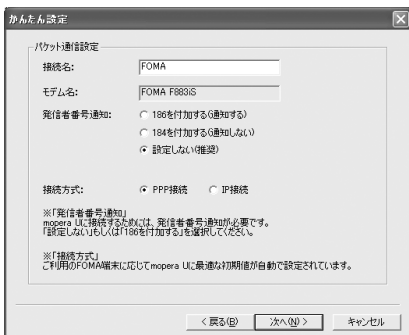 かんたん設定
パケット通信設定
接続名: FOMA
モデム名: FOMA F883iS
発信者番号通知: 186を付加する(通知する)
184を付加する(通知しない)
設定しない(推奨)
接続方式: PPP接続 IP接続
※「発信者番号通知」
mopera Uに接続するためには、発信者番号通知が必要です。
「設定しない」もしくは「186を付加する」を選択してください。
※「接続方式」
ご利用のFOMA端末に応じてmopera Uに最適な初期値が自動で設定されています。
< 戻る(B) 次へ(N) > キャンセル